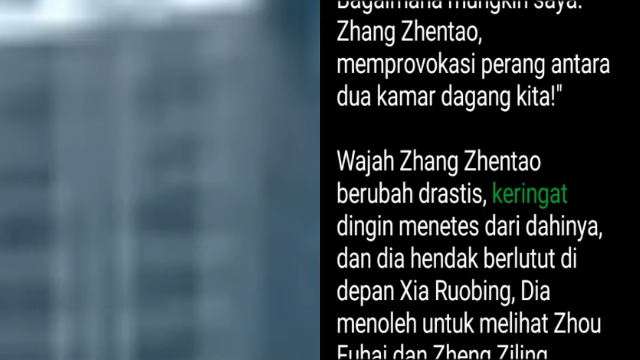 Bagaimana mungkin saya.
Zhang Zhentao,
memprovokasi perang antara
dua kamar dagang kita!"
Wajah Zhang Zhentao
berubah drastis, keringat
dingin menetes dari dahinya,
dan dia hendak berlutut di
depan Xia Ruobing, Dia
menoleh untuk melihat Zhou
Fuhai dan Zheng Ziling